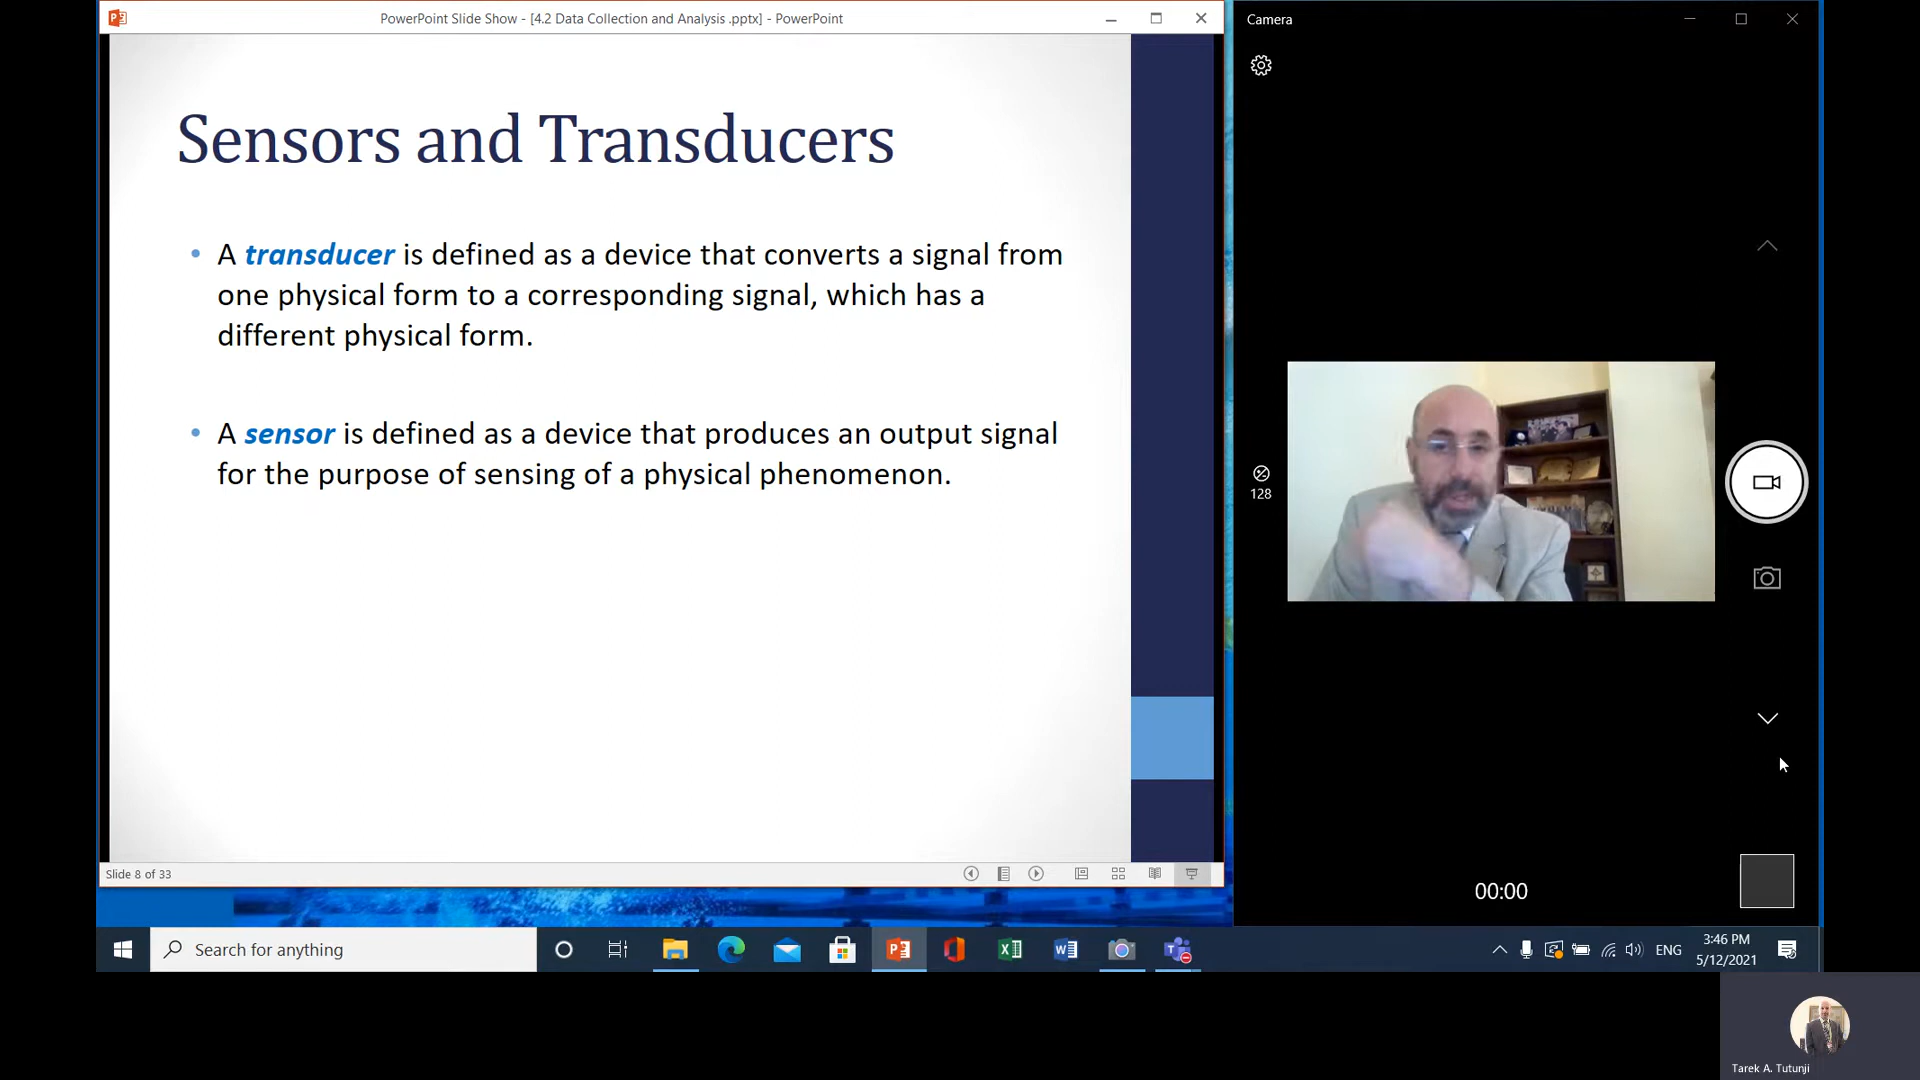 PowerPoint Slide Show - [4.2 Data Collection and Analysis .pptx] - PowerPoint
Sensors and Transducers
• A transducer is defined as a device that converts a signal from
one physical form to a corresponding signal, which has a
different physical form.
• A sensor is defined as a device that produces an output signal
for the purpose of sensing of a physical phenomenon.
Slide 8 of 33
Camera
128
00:00
Search for anything
ENG
3:46 PM
5/12/2021
Tarek A. Tutunji